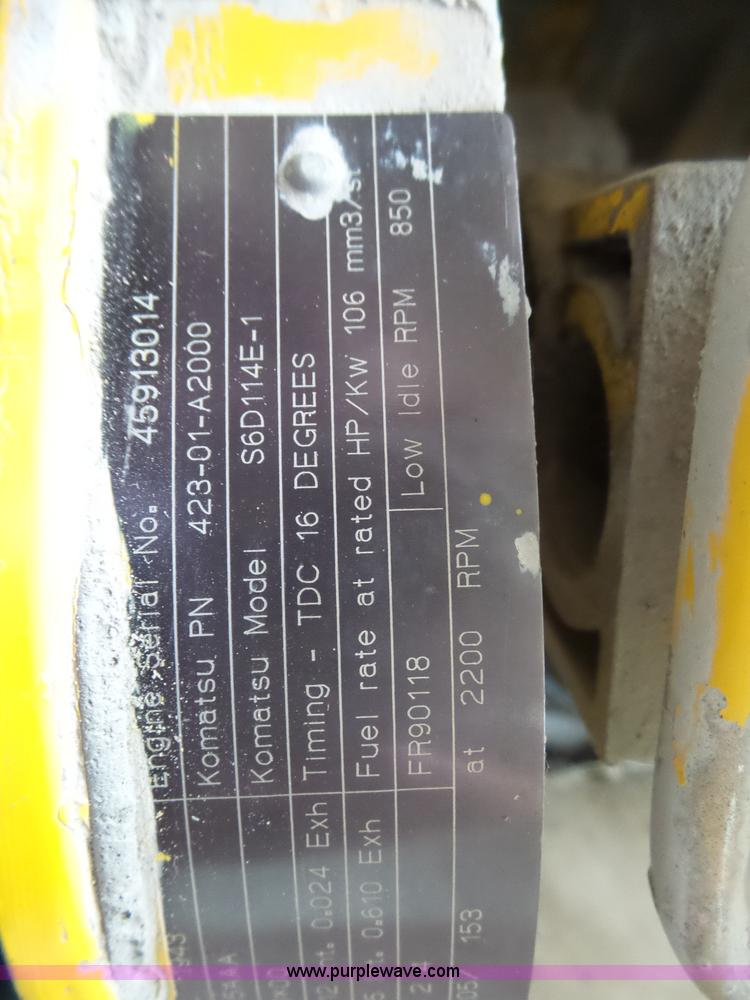 Engine Serial No. 45913014
Komatsu PN 423-01-A2000
Komatsu Model S6D114E-1
Timing - TDC 16 DEGREES
Fuel rate at rated HP/KW 106 mm3/st
FR90118 Low Idle RPM 850
at 2200 RPM
0.024 Exh
0.610 Exh
153
www.purplewave.com